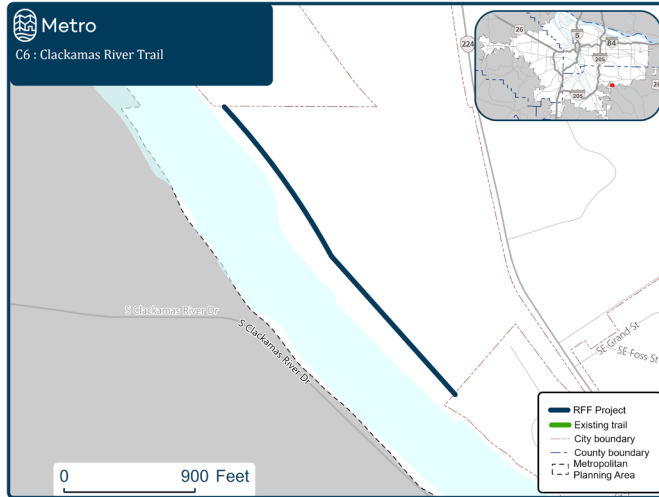 Metro
C6 : Clackamas River Trail
26
5
84
224
205
205
S Clackamas River Dr
S Clackamas River Dr
SE Grand St
SE Foss St
RFF Project
Existing trail
City boundary
County boundary
Metropolitan
Planning Area
0 900 Feet